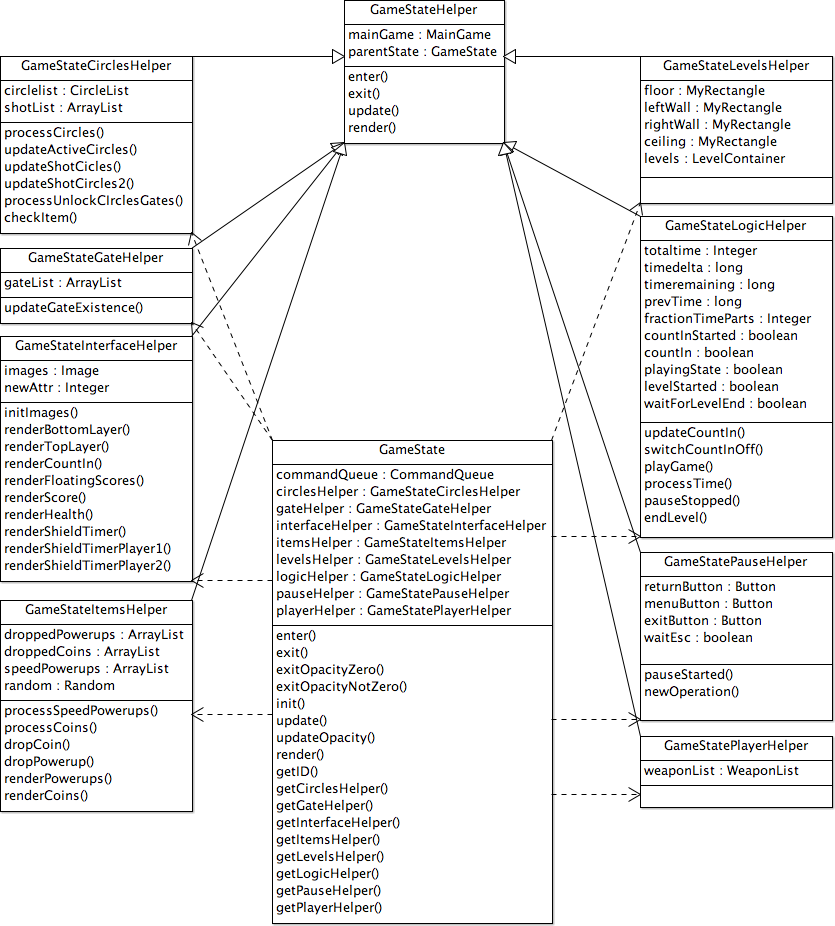 GameStateHelper
mainGame : MainGame
parentState : GameState
enter()
exit()
update()
render()
GameStateCirclesHelper
circlelist : CircleList
shotList : ArrayList
processCircles()
updateActiveCircles()
updateShotCicles()
updateShotCircles2()
processUnlockCIrclesGates()
checkItem()
GameStateGateHelper
gateList : ArrayList
updateGateExistence()
GameStateInterfaceHelper
images : Image
newAttr : Integer
initImages()
renderBottomLayer()
renderTopLayer()
renderCountIn()
renderFloatingScores()
renderScore()
renderHealth()
renderShieldTimer()
renderShieldTimerPlayer1()
renderShieldTimerPlayer2()
GameStateItemsHelper
droppedPowerups : ArrayList
droppedCoins : ArrayList
speedPowerups : ArrayList
random : Random
processSpeedPowerups()
processCoins()
dropCoin()
dropPowerup()
renderPowerups()
renderCoins()
GameState
commandQueue : CommandQueue
circlesHelper : GameStateCirclesHelper
gateHelper : GameStateGateHelper
interfaceHelper : GameStateInterfaceHelper
itemsHelper : GameStateItemsHelper
levelsHelper : GameStateLevelsHelper
logicHelper : GameStateLogicHelper
pauseHelper : GameStatePauseHelper
playerHelper : GameStatePlayerHelper
enter()
exit()
exitOpacityZero()
exitOpacityNotZero()
init()
update()
updateOpacity()
render()
getID()
getCirclesHelper()
getGateHelper()
getInterfaceHelper()
getItemsHelper()
getLevelsHelper()
getLogicHelper()
getPauseHelper()
getPlayerHelper()
GameStateLevelsHelper
floor : MyRectangle
leftWall : MyRectangle
rightWall : MyRectangle
ceiling : MyRectangle
levels : LevelContainer
GameStateLogicHelper
totaltime : Integer
timedelta : long
timeremaining : long
prevTime : long
fractionTimeParts : Integer
countInStarted : boolean
countIn : boolean
playingState : boolean
levelStarted : boolean
waitForLevelEnd : boolean
updateCountIn()
switchCountInOff()
playGame()
processTime()
pauseStopped()
endLevel()
GameStatePauseHelper
returnButton : Button
menuButton : Button
exitButton : Button
waitEsc : boolean
pauseStarted()
newOperation()
GameStatePlayerHelper
weaponList : WeaponList